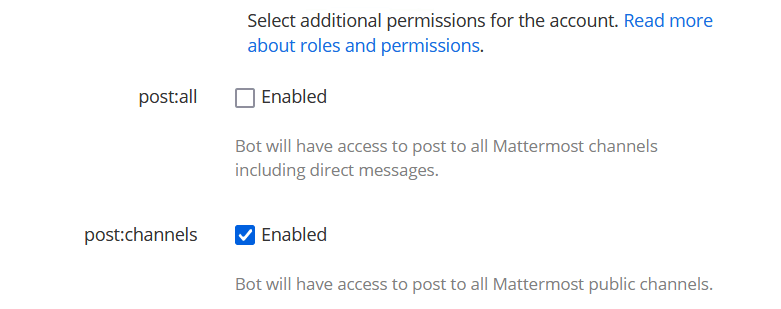 Select additional permissions for the account. Read more
about roles and permissions.
post:all Enabled
Bot will have access to post to all Mattermost channels
including direct messages.
post:channels Enabled
Bot will have access to post to all Mattermost public channels.